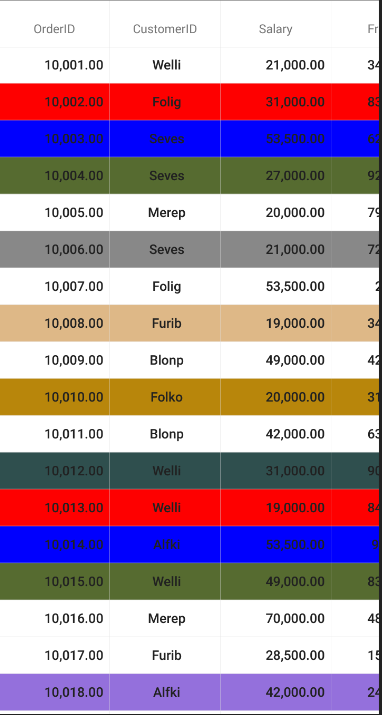 OrderID CustomerID Salary Fr
10,001.00 Welli 21,000.00 34
10,002.00 Folig 31,000.00 83
10,003.00 Seves 53,500.00 62
10,004.00 Seves 27,000.00 92
10,005.00 Merep 20,000.00 79
10,006.00 Seves 21,000.00 72
10,007.00 Folig 53,500.00 2
10,008.00 Furib 19,000.00 34
10,009.00 Blonp 49,000.00 42
10,010.00 Folko 20,000.00 31
10,011.00 Blonp 42,000.00 63
10,012.00 Welli 31,000.00 90
10,013.00 Welli 19,000.00 84
10,014.00 Alfki 53,500.00 9
10,015.00 Welli 49,000.00 83
10,016.00 Merep 70,000.00 48
10,017.00 Furib 28,500.00 15
10,018.00 Alfki 42,000.00 24